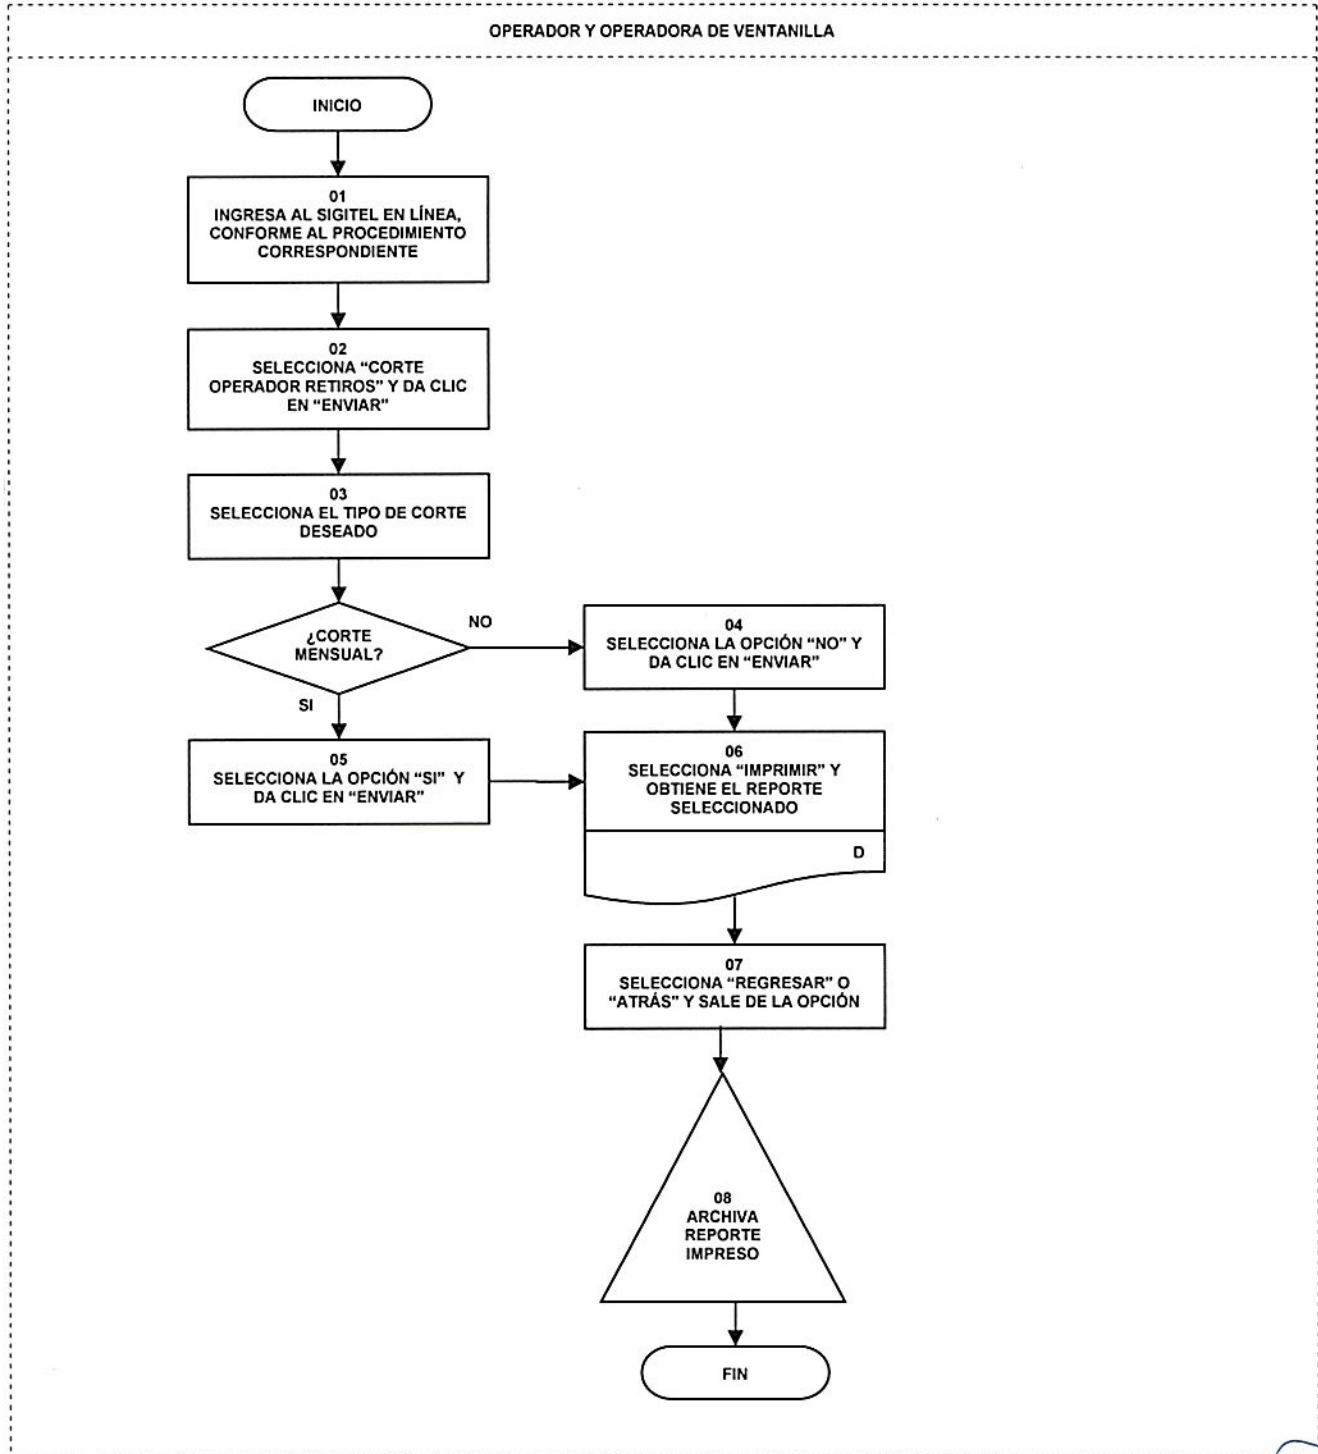 OPERADOR Y OPERADORA DE VENTANILLA
INICIO
01
INGRESA AL SIGITEL EN LÍNEA,
CONFORME AL PROCEDIMIENTO
CORRESPONDIENTE
02
SELECCIONA “CORTE
OPERADOR RETIROS” Y DA CLIC
EN “ENVIAR”
03
SELECCIONA EL TIPO DE CORTE
DESEADO
¿CORTE
MENSUAL?
NO
04
SELECCIONA LA OPCIÓN “NO” Y
DA CLIC EN “ENVIAR”
SI
05
SELECCIONA LA OPCIÓN “SI” Y
DA CLIC EN “ENVIAR”
06
SELECCIONA “IMPRIMIR” Y
OBTIENE EL REPORTE
SELECCIONADO
D
07
SELECCIONA “REGRESAR” O
“ATRÁS” Y SALE DE LA OPCIÓN
08
ARCHIVA
REPORTE
IMPRESO
FIN